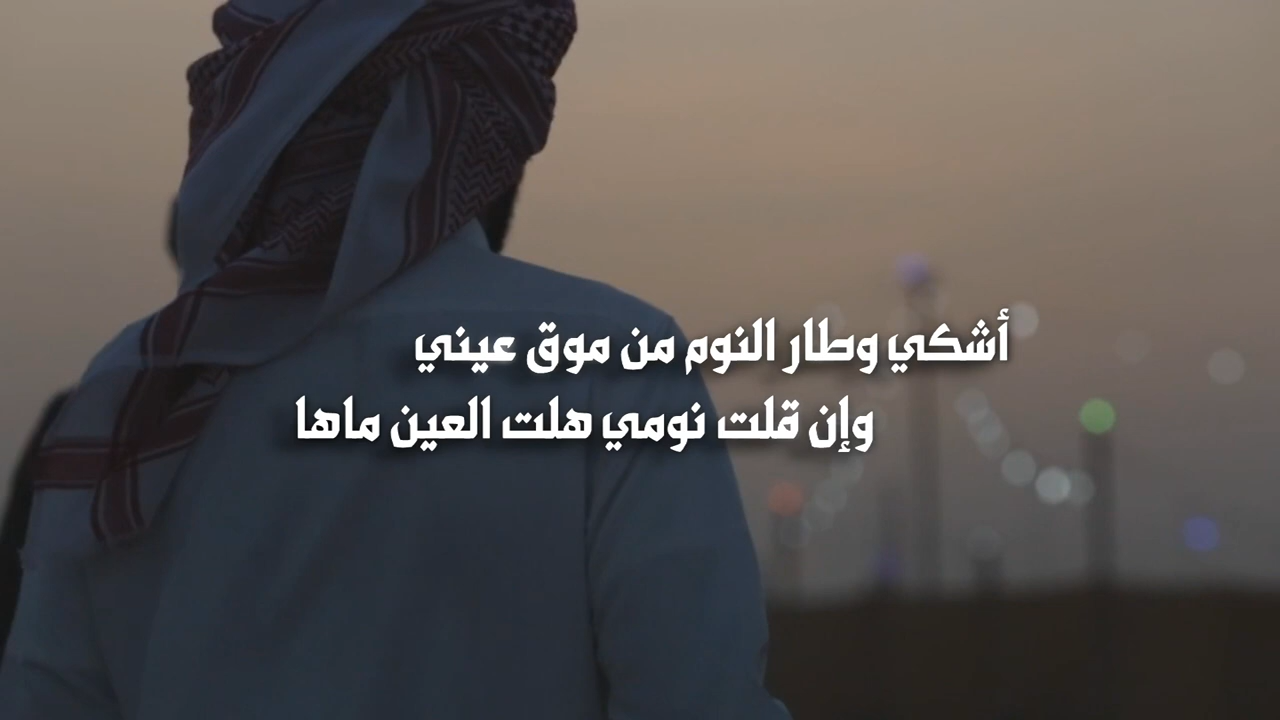 أشكي وطار النوم من موق عيني
وإن قلت نومي هلت العين ماها